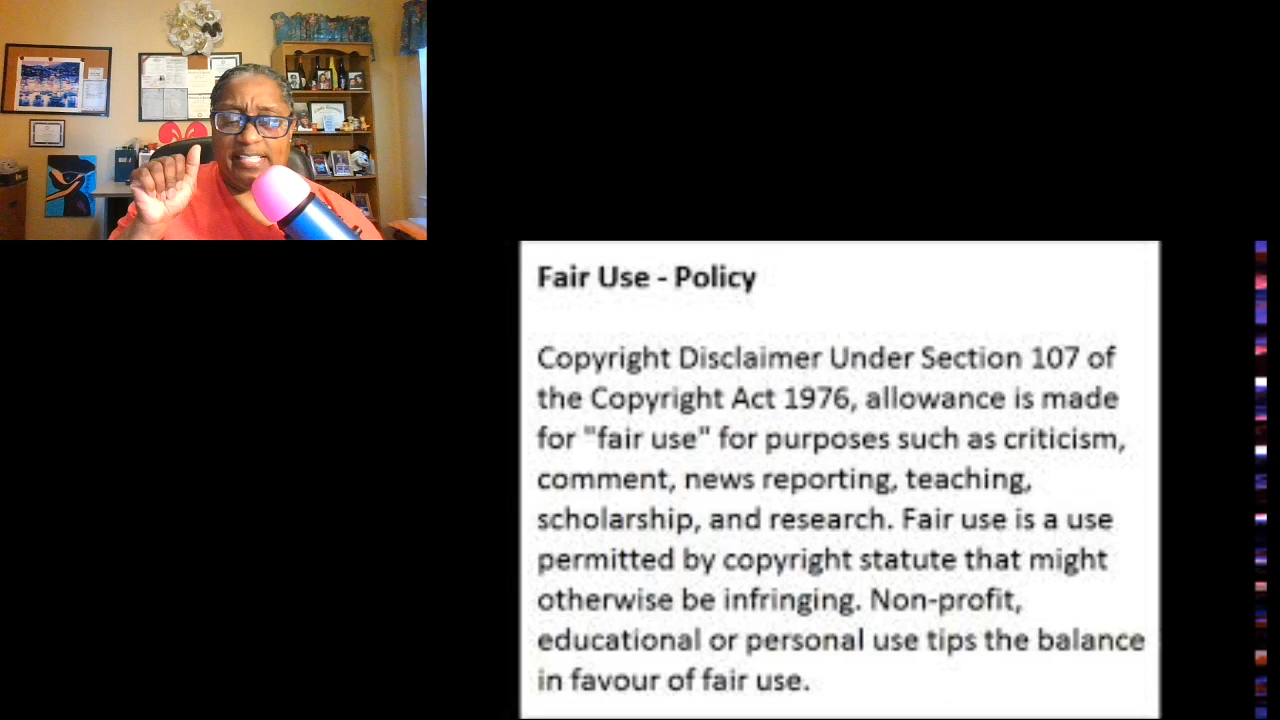 Fair Use - Policy
Copyright Disclaimer Under Section 107 of
the Copyright Act 1976, allowance is made
for "fair use" for purposes such as criticism,
comment, news reporting, teaching,
scholarship, and research. Fair use is a use
permitted by copyright statute that might
otherwise be infringing. Non-profit,
educational or personal use tips the balance
in favour of fair use.